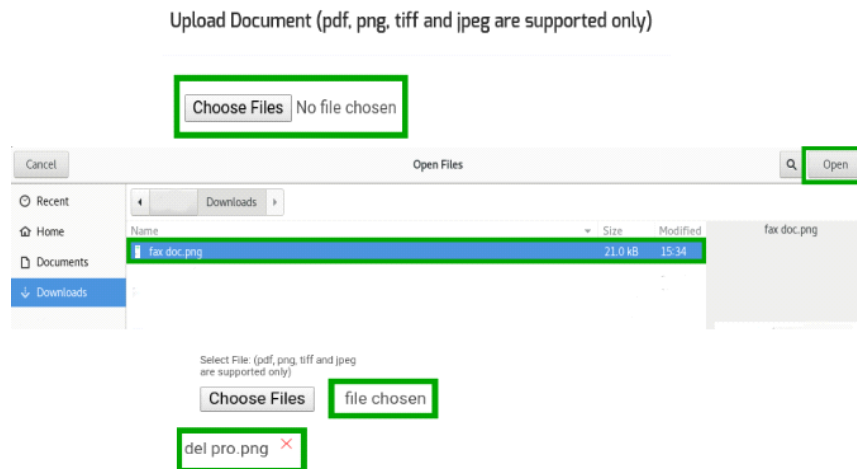 Upload Document (pdf, png, tiff and jpeg are supported only)
Choose Files No file chosen
Cancel Open Files Open
Recent Downloads
Home Name Size Modified fax doc.png
fax doc.png 21.0 kB 15:34
Documents
Downloads
Select File: (pdf, png, tiff and jpeg
are supported only)
Choose Files file chosen
del pro.png